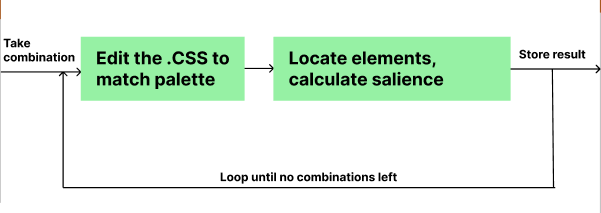 Take
combination
Edit the .CSS to
match palette
Locate elements,
calculate salience
Store result
Loop until no combinations left